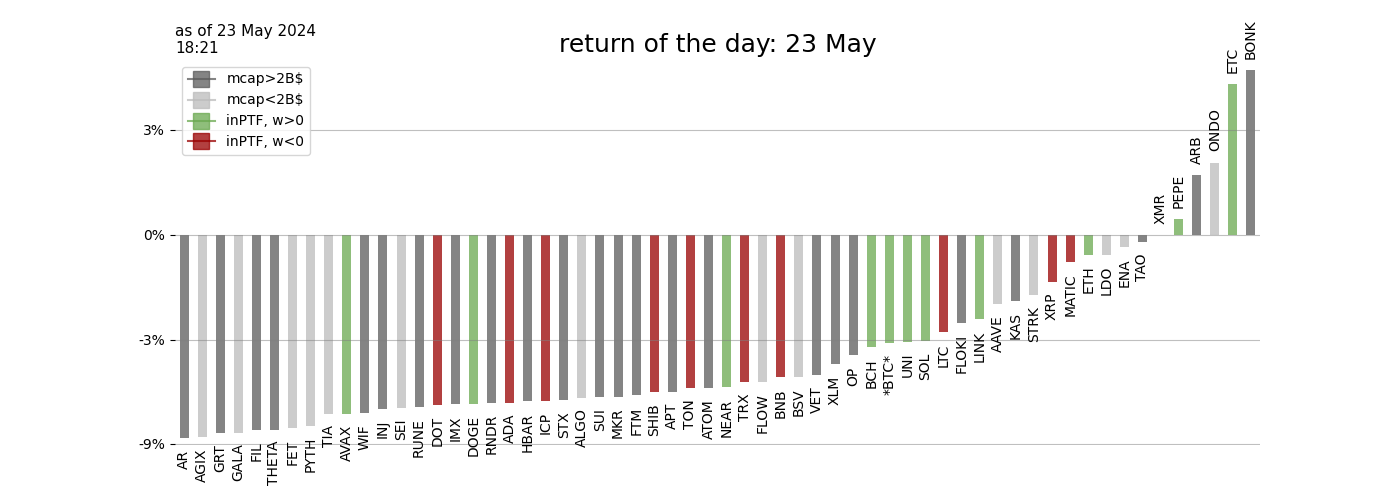 as of 23 May 2024
18:21
return of the day: 23 May
mcap>2B$
mcap<2B$
inPTF, w>0
inPTF, w<0
3%
0%
-3%
-9%
AR
AGIX
GRT
GALA
FIL
THETA
FET
PYTH
TIA
AVAX
WIF
INJ
SEI
RUNE
DOT
IMX
DOGE
RNDR
ADA
HBAR
ICP
STX
ALGO
SUI
MKR
FTM
SHIB
APT
TON
ATOM
NEAR
TRX
FLOW
BNB
BSV
VET
XLM
OP
BCH
*BTC*
UNI
SOL
LTC
FLOKI
LINK
AAVE
KAS
STRK
XRP
MATIC
ETH
LDO
ENA
TAO
XMR
PEPE
ARB
ONDO
ETC
BONK